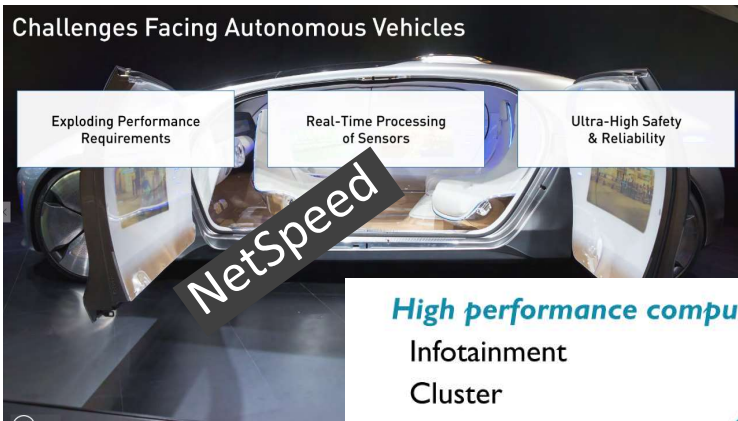 Challenges Facing Autonomous Vehicles
Exploding Performance
Requirements
Real-Time Processing
of Sensors
Ultra-High Safety
& Reliability
NetSpeed
High performance compu
Infotainment
Cluster